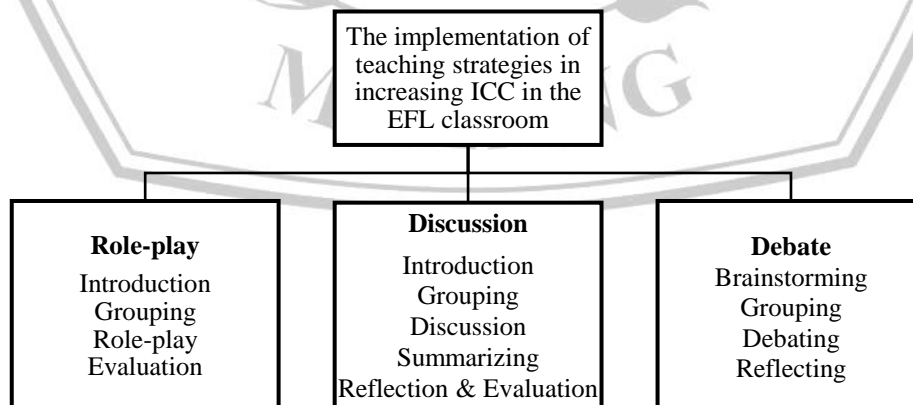 The implementation of
teaching strategies in
increasing ICC in the
EFL classroom
Role-play
Introduction
Grouping
Role-play
Evaluation
Discussion
Introduction
Grouping
Discussion
Summarizing
Reflection & Evaluation
Debate
Brainstorming
Grouping
Debating
Reflecting